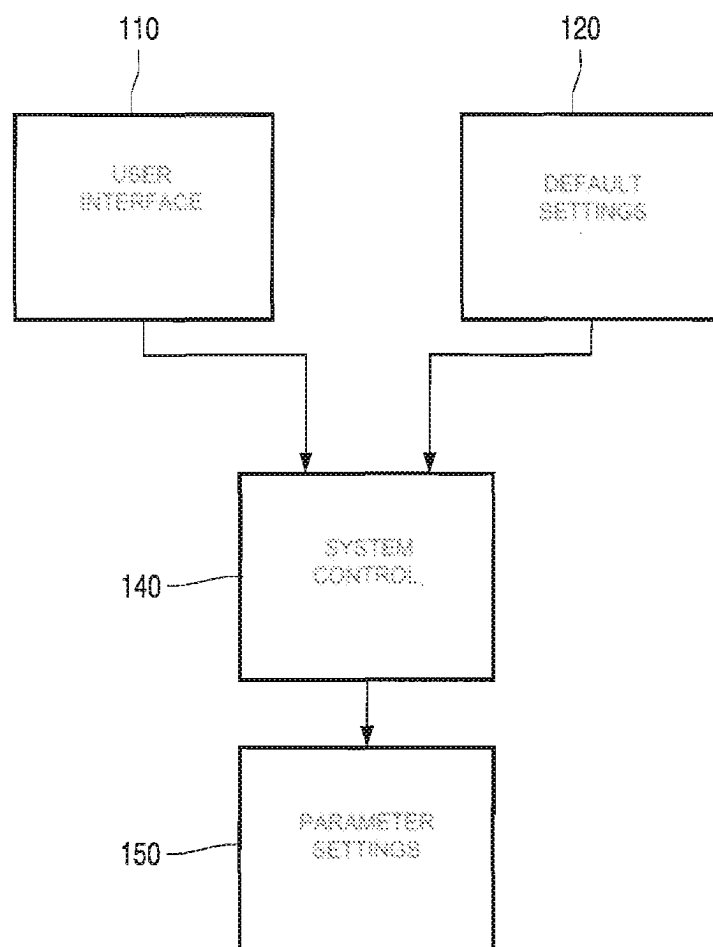 110
120
USER
INTERFACE
DEFAULT
SETTINGS
SYSTEM
CONTROL
140
PARAMETER
SETTINGS
150